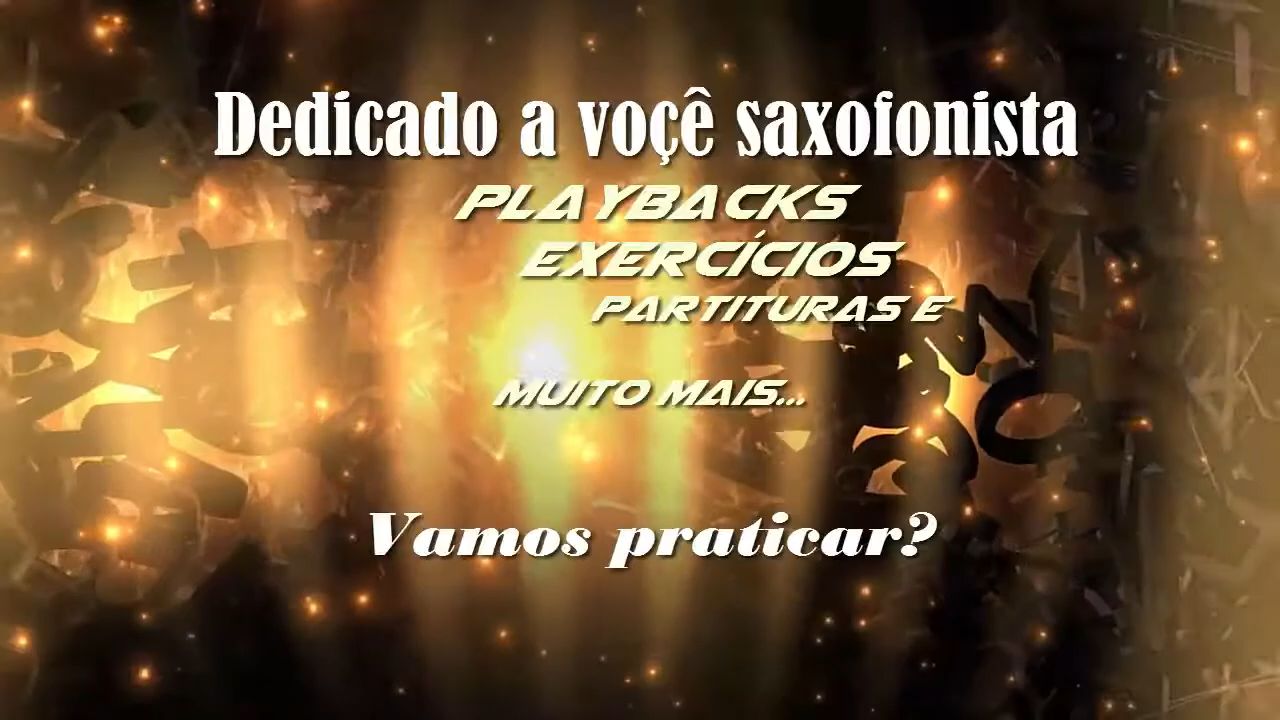 Dedicado a voçê saxofonista
PLAYBACKS
EXERCÍCIOS
PARTITURAS E
MUITO MAIS...
Vamos praticar?